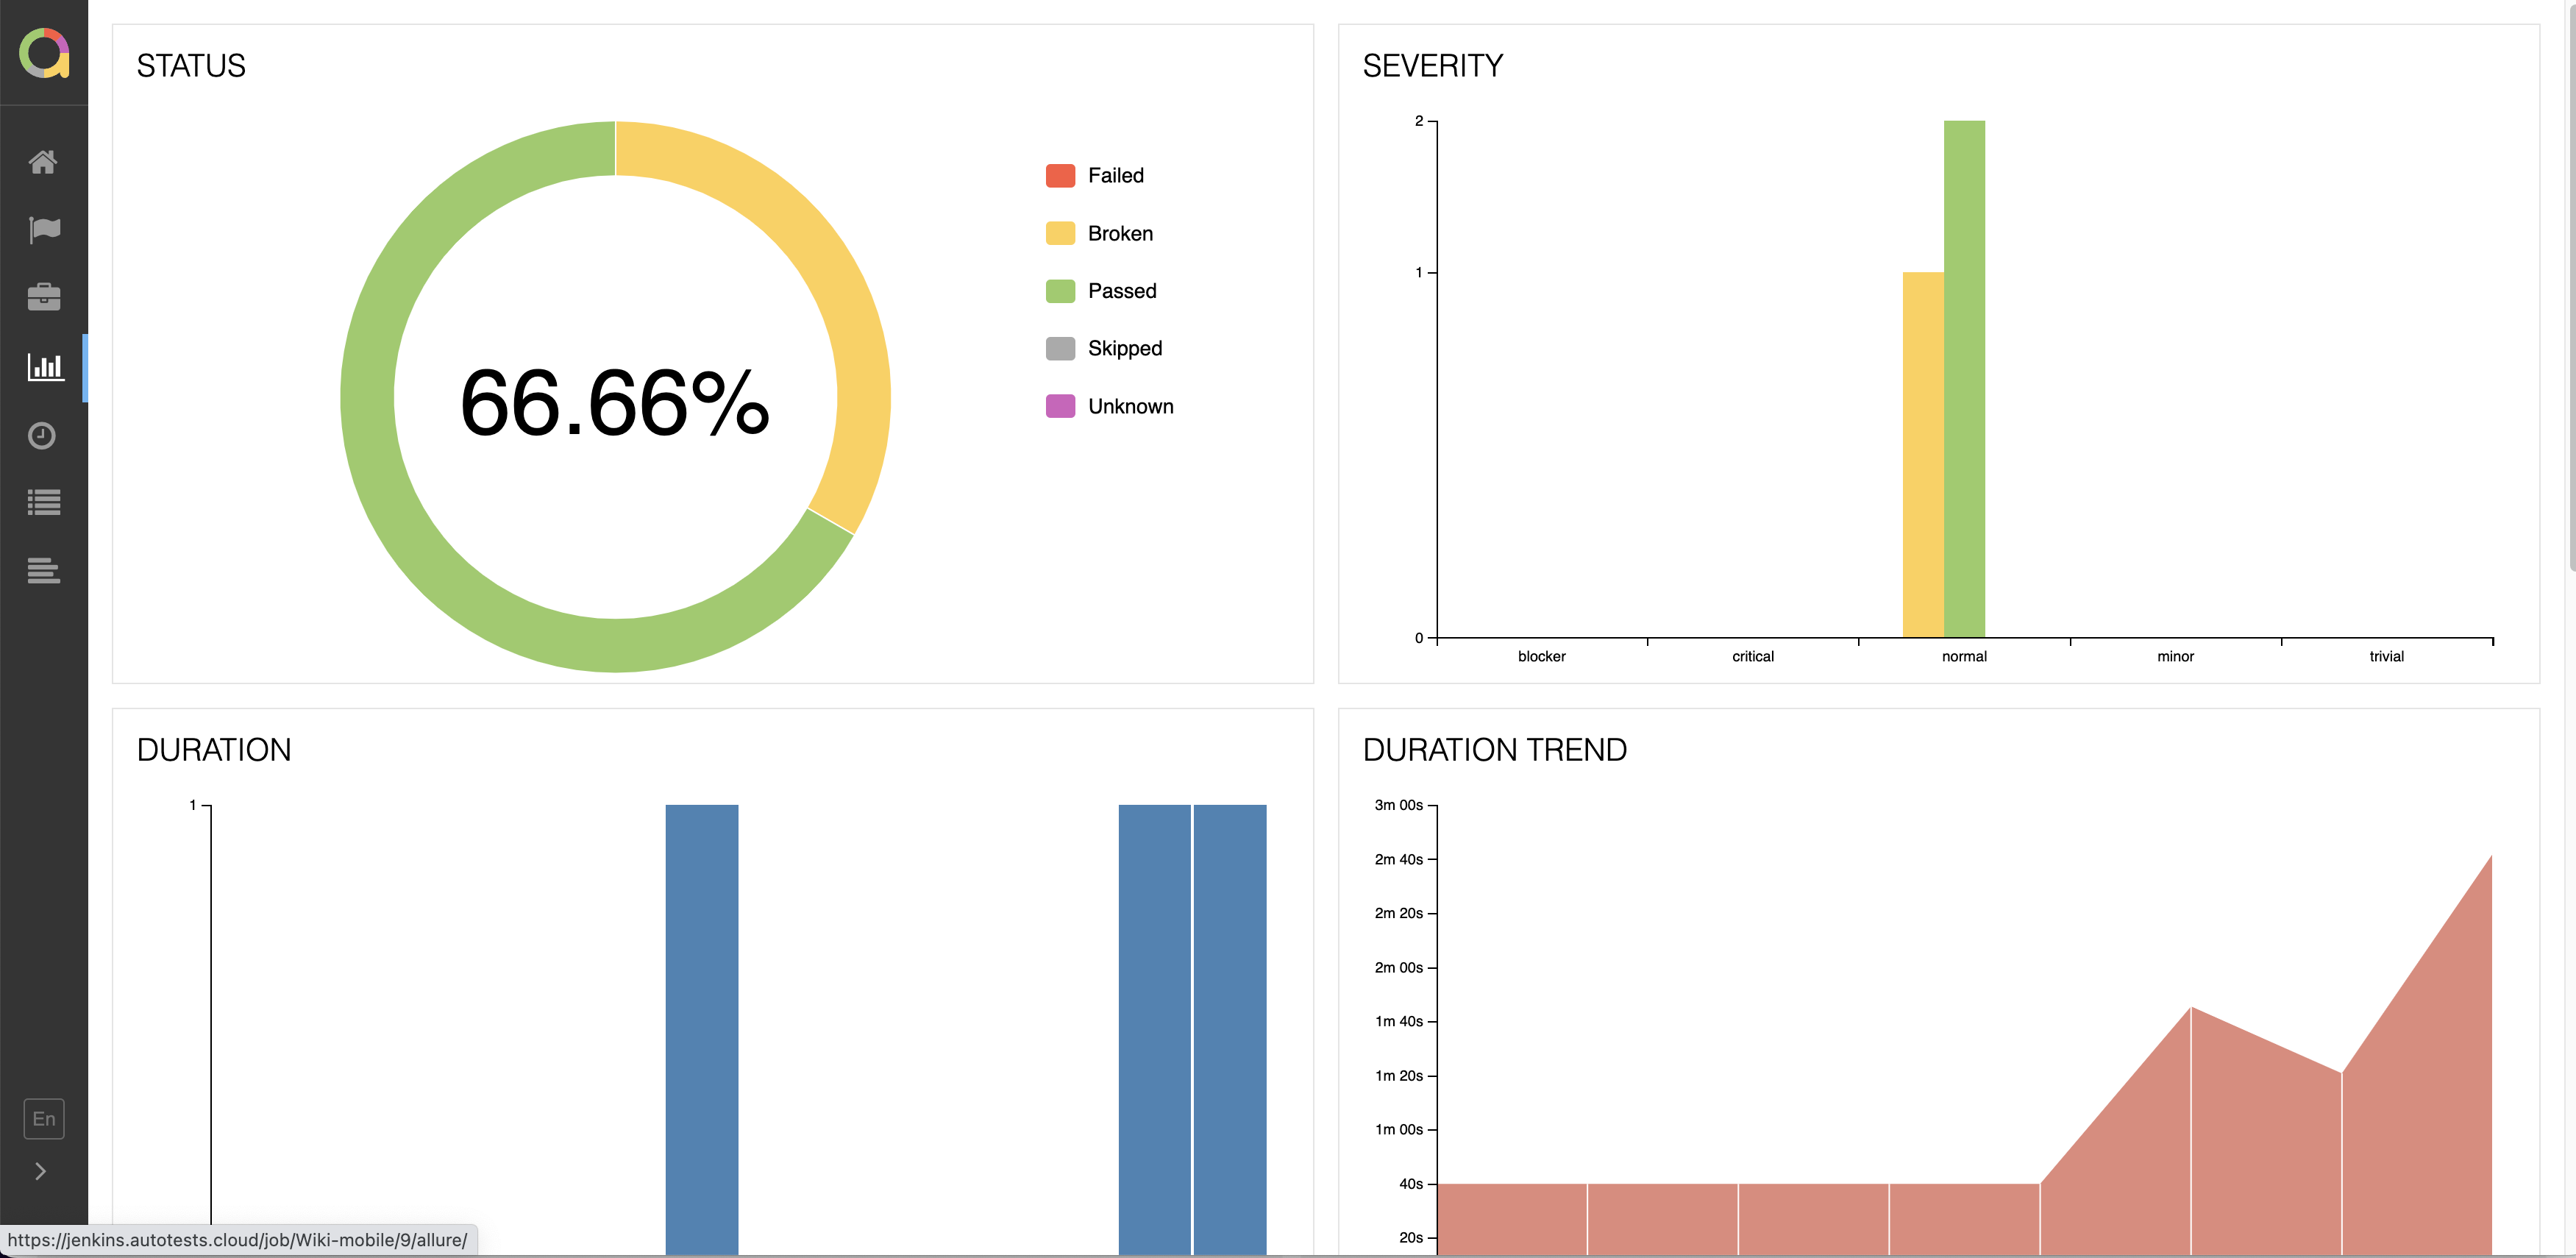 STATUS
66.66%
Failed
Broken
Passed
Skipped
Unknown
SEVERITY
2
1
0
blocker critical normal minor trivial
DURATION
1
DURATION TREND
3m 00s
2m 40s
2m 20s
2m 00s
1m 40s
1m 20s
1m 00s
40s
20s
En
https://jenkins.autotests.cloud/job/Wiki-mobile/9/allure/